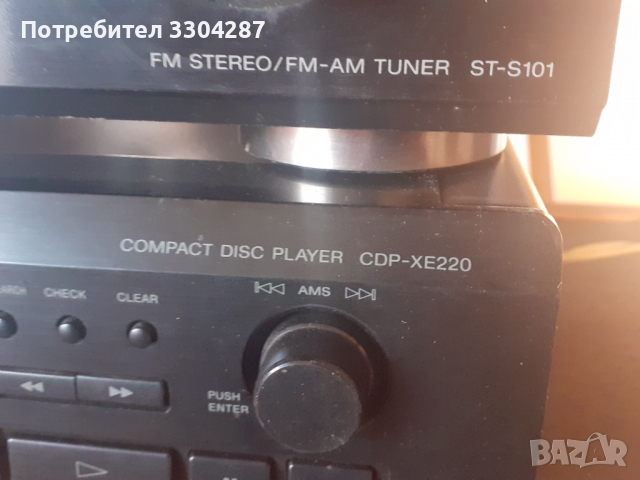 Потребител 3304287
FM STEREO/FM-AM TUNER ST-S101
COMPACT DISC PLAYER CDP-XE220
AMS
CHECK CLEAR
PUSH
ENTER
BAZAR